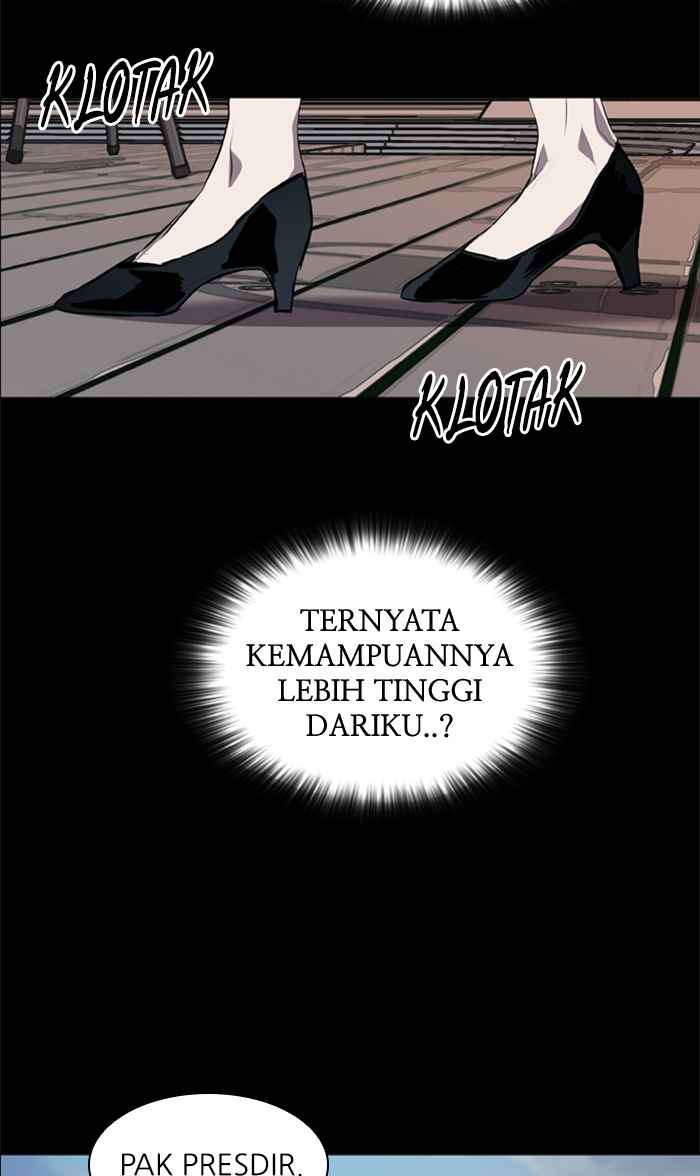 KLOTAK
KLOTAK
TERNYATA
KEMAMPUANNYA
LEBIH TINGGI
DARIKU..?
PAK PRESDIR,